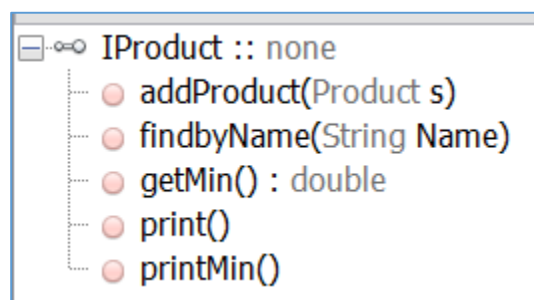 IProduct :: none
addProduct(Product s)
findbyName(String Name)
getMin() : double
print()
printMin()